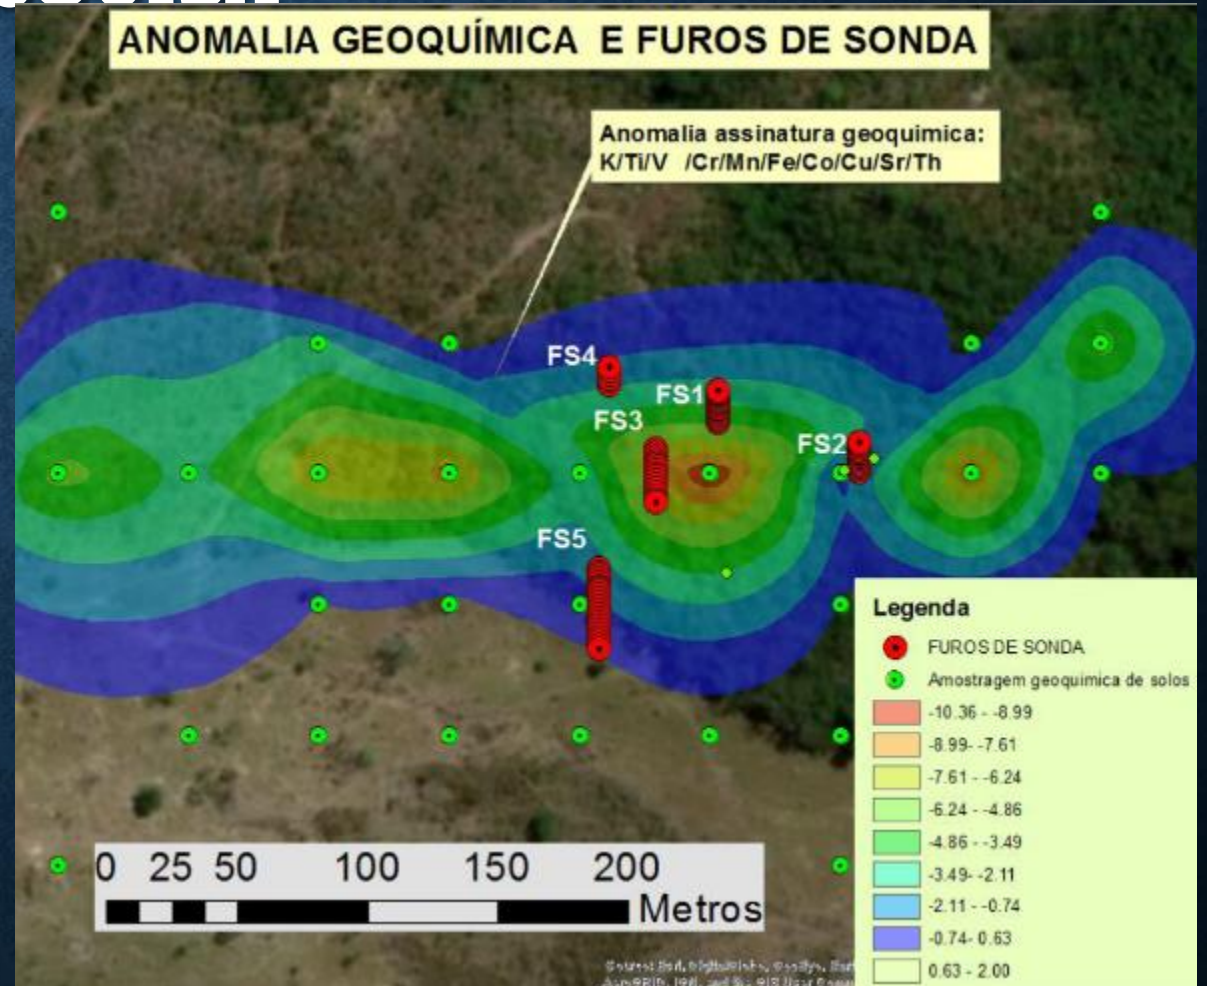 ANOMALIA GEOQUÍMICA E FUROS DE SONDA
Anomalia assinatura geoquimica:
K/Ti/V /Cr/Mn/Fe/Co/Cu/Sr/Th
FS4
FS1
FS3
FS2
FS5
Legenda
FUROS DE SONDA
Amostragem geoquimica de solos
-10.36 - -8.99
-8.99- -7.61
-7.61 - -6.24
-6.24 - -4.86
-4.86 - -3.49
-3.49- -2.11
-2.11 - -0.74
-0.74- 0.63
0.63 - 2.00
0 25 50 100 150 200
Metros